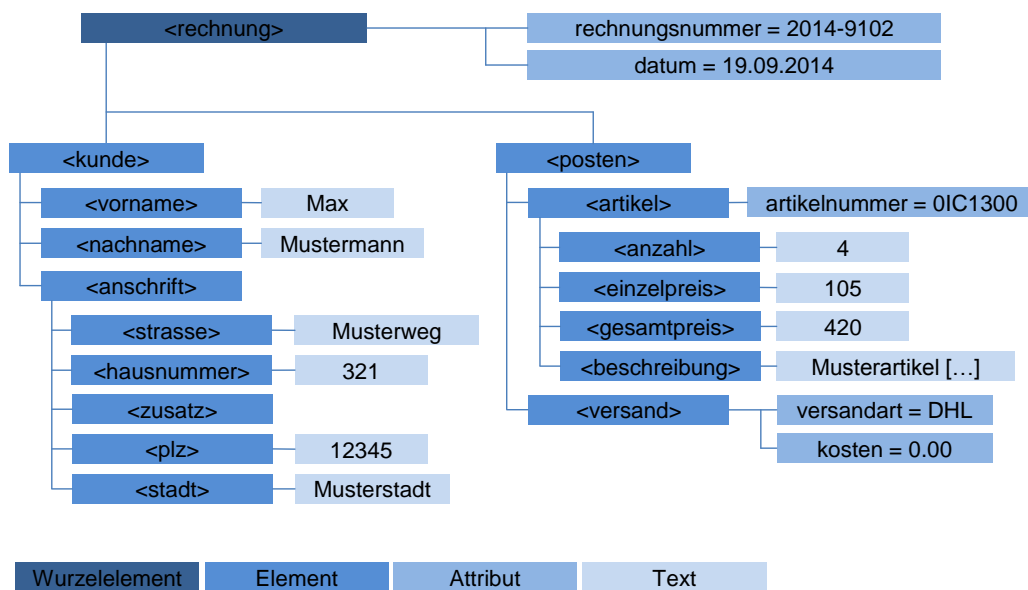 <rechnung>
rechnungsnummer = 2014-9102
datum = 19.09.2014
<kunde>
<vorname>
Max
<nachname>
Mustermann
<anschrift>
<strasse>
Musterweg
<hausnummer>
321
<zusatz>
<plz>
12345
<stadt>
Musterstadt
<posten>
<artikel>
artikelnummer = 0IC1300
<anzahl>
4
<einzelpreis>
105
<gesamtpreis>
420
<beschreibung>
Musterartikel […]
<versand>
versandart = DHL
kosten = 0.00
Wurzelelement
Element
Attribut
Text